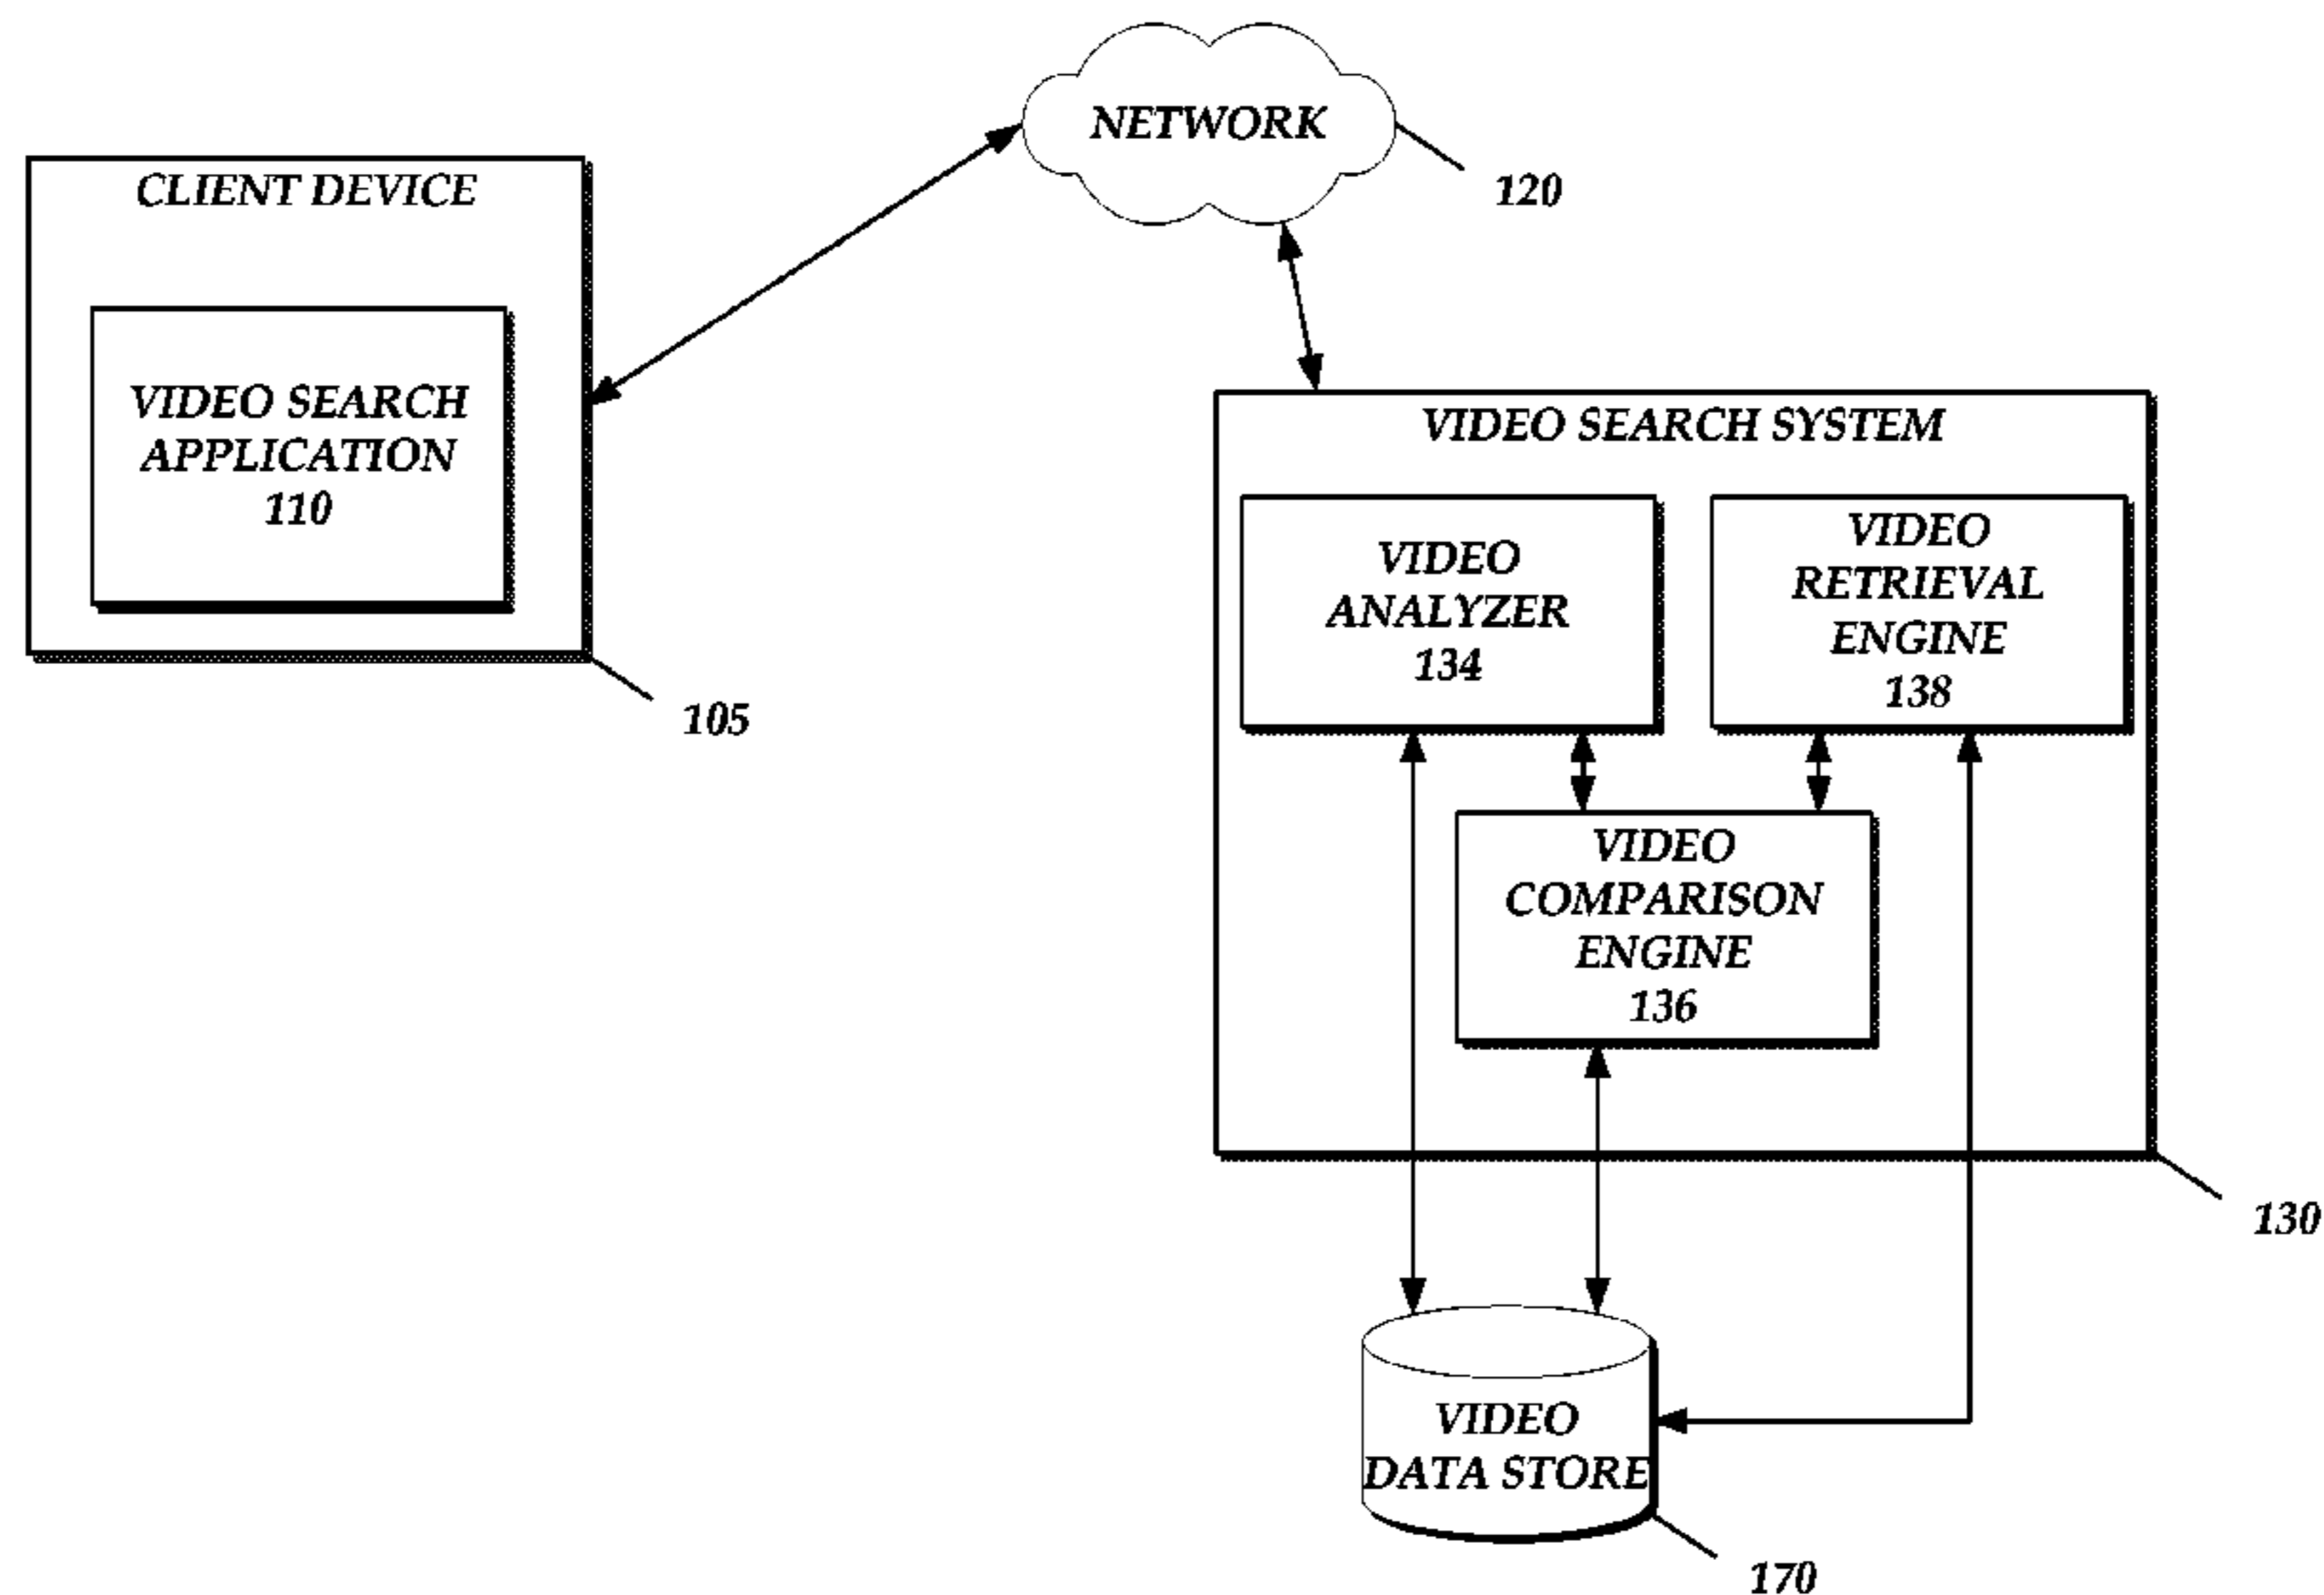 NETWORK
120
CLIENT DEVICE
VIDEO SEARCH
APPLICATION
110
105
VIDEO SEARCH SYSTEM
VIDEO
ANALYZER
134
VIDEO
RETRIEVAL
ENGINE
138
VIDEO
COMPARISON
ENGINE
136
130
VIDEO
DATA STORE
170